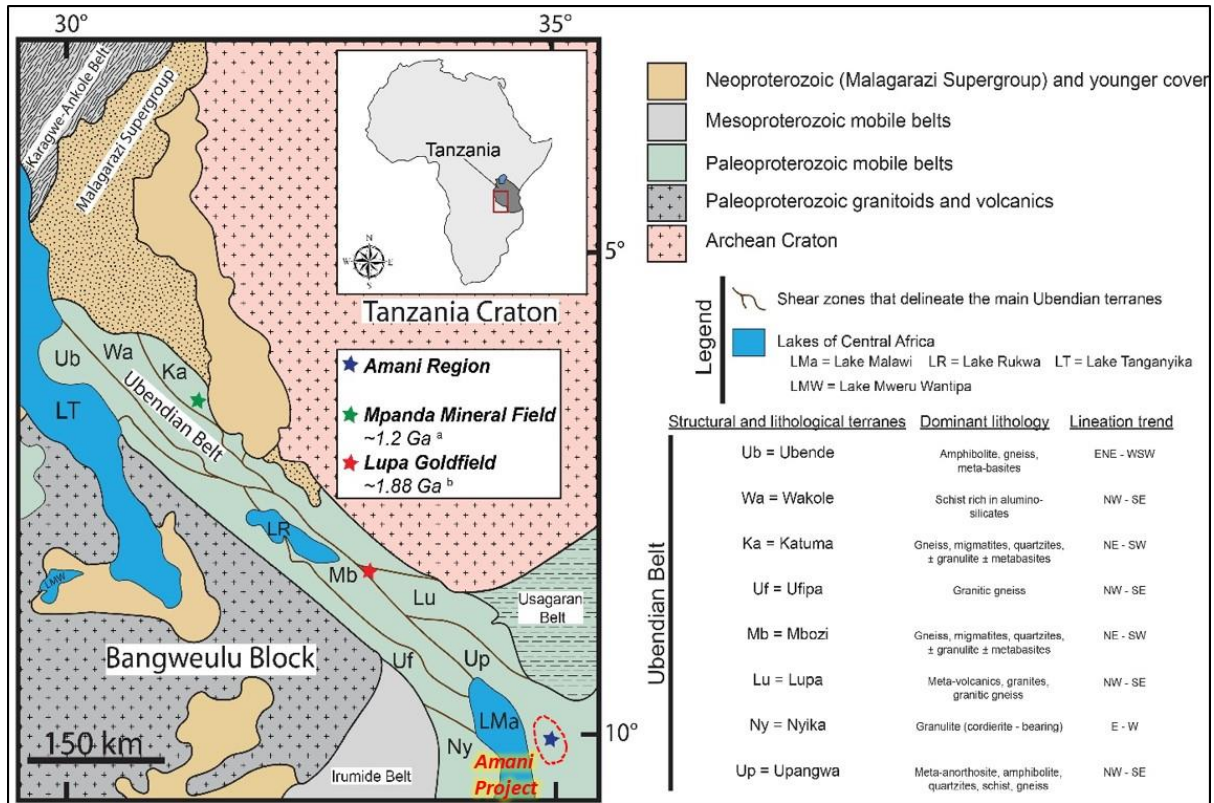 30°
35°
Karagwe-Ankole Belt
Malagarazi Supergroup
Tanzania
N
W
E
S
5°
Tanzania Craton
Amani Region
Mpanda Mineral Field
~1.2 Ga a
Lupa Goldfield
~1.88 Ga b
Ub
Wa
Ka
Ubendian Belt
LT
LR
LMW
Mb
Lu
Usagaran
Belt
Bangweulu Block
Uf
Up
LMa
10°
Ny
150 km
Irumide Belt
Amani
Project
Neoproterozoic (Malagarazi Supergroup) and younger cover
Mesoproterozoic mobile belts
Paleoproterozoic mobile belts
Paleoproterozoic granitoids and volcanics
Archean Craton
Legend
Shear zones that delineate the main Ubendian terranes
Lakes of Central Africa
LMa = Lake Malawi LR = Lake Rukwa LT = Lake Tanganyika
LMW = Lake Mweru Wantipa
Structural and lithological terranes Dominant lithology Lineation trend
Ubendian Belt
Ub = Ubende Amphibolite, gneiss, ENE - WSW
meta-basites
Wa = Wakole Schist rich in alumino- NW - SE
silicates
Ka = Katuma Gneiss, migmatites, quartzites, NE - SW
± granulite ± metabasites
Uf = Ufipa Granitic gneiss NW - SE
Mb = Mbozi Gneiss, migmatites, quartzites, NE - SW
± granulite ± metabasites
Lu = Lupa Meta-volcanics, granites, NW - SE
granitic gneiss
Ny = Nyika Granulite (cordierite - bearing) E - W
Up = Upangwa Meta-anorthosite, amphibolite, NW - SE
quartzites, schist, gneiss